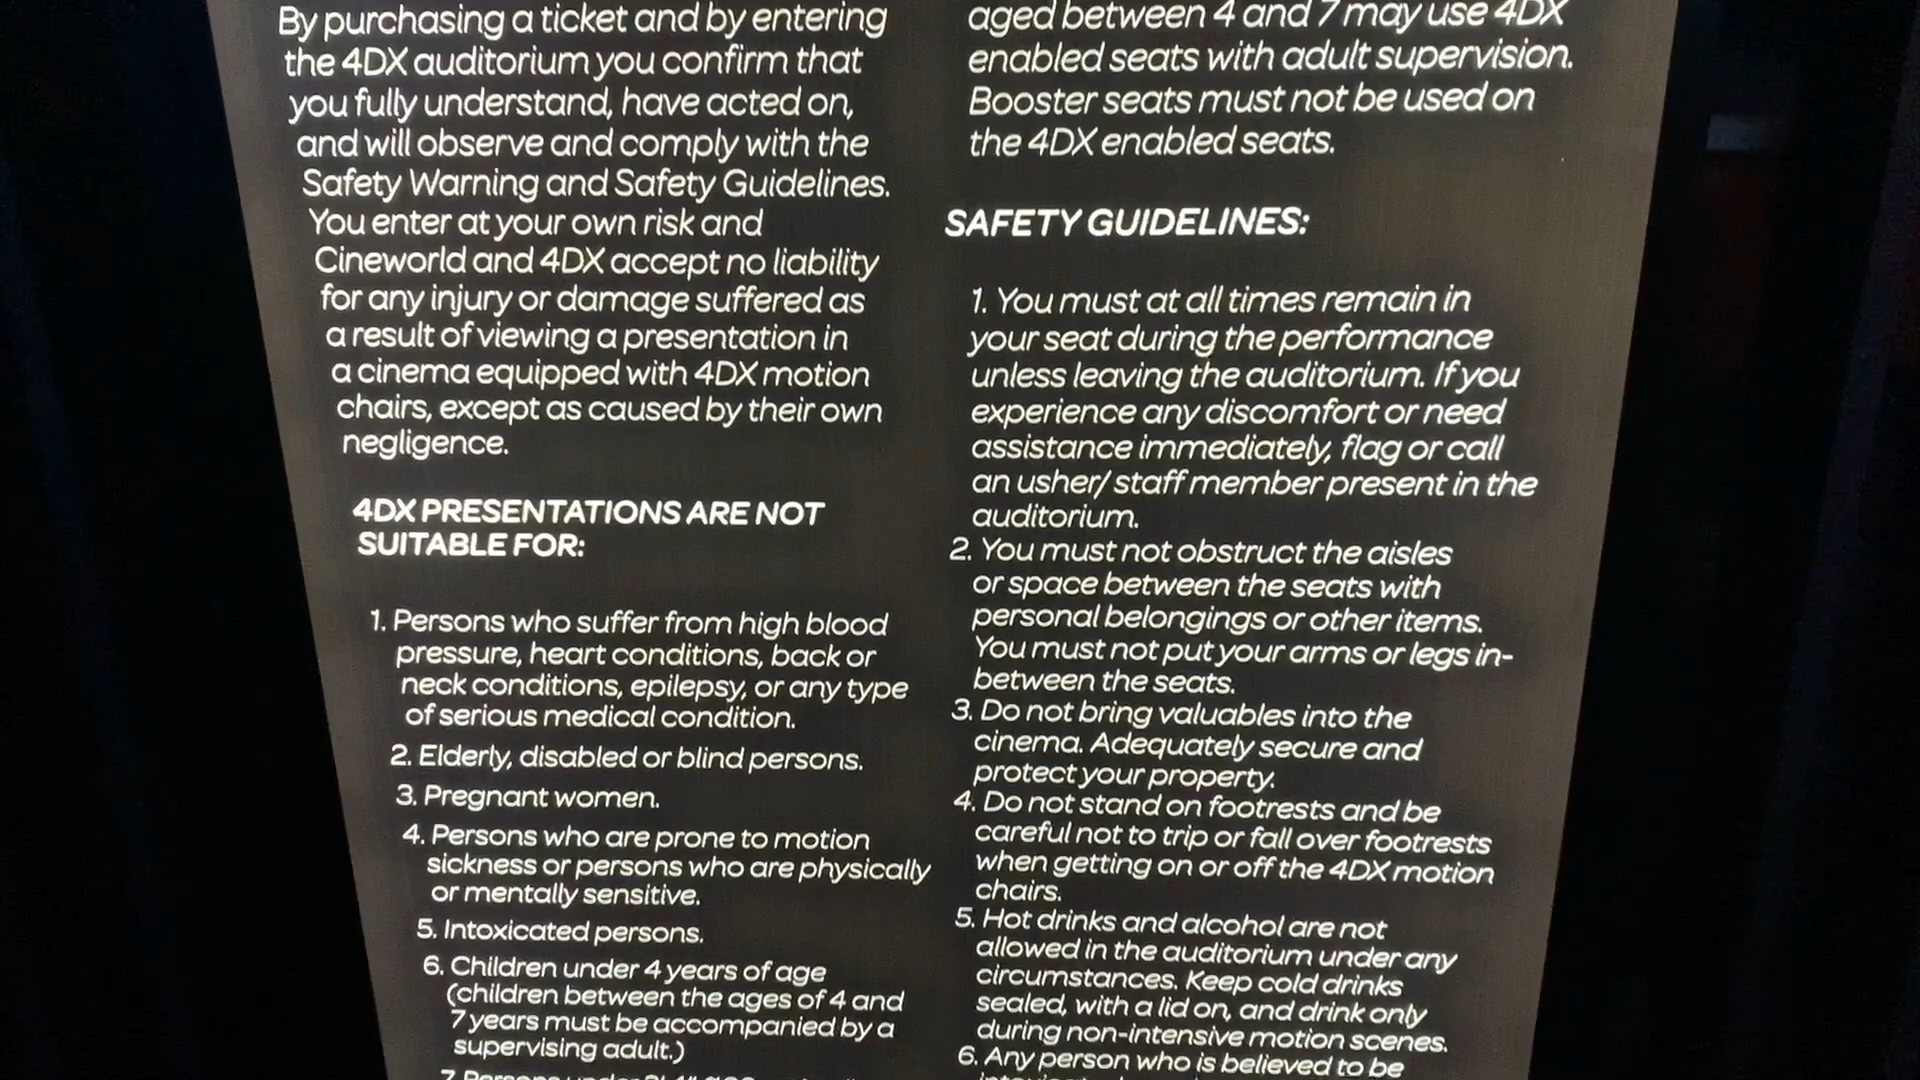 By purchasing a ticket and by entering
the 4DX auditorium you confirm that
you fully understand, have acted on,
and will observe and comply with the
Safety Warning and Safety Guidelines.
You enter at your own risk and
Cineworld and 4DX accept no liability
for any injury or damage suffered as
a result of viewing a presentation in
a cinema equipped with 4DX motion
chairs, except as caused by their own
negligence.
4DX PRESENTATIONS ARE NOT
SUITABLE FOR:
1. Persons who suffer from high blood
pressure, heart conditions, back or
neck conditions, epilepsy, or any type
of serious medical condition.
2. Elderly, disabled or blind persons.
3. Pregnant women.
4. Persons who are prone to motion
sickness or persons who are physically
or mentally sensitive.
5. Intoxicated persons.
6. Children under 4 years of age
(children between the ages of 4 and
7 years must be accompanied by a
supervising adult.)
7. Persons under
aged between 4 and 7 may use 4DX
enabled seats with adult supervision.
Booster seats must not be used on
the 4DX enabled seats.
SAFETY GUIDELINES:
1. You must at all times remain in
your seat during the performance
unless leaving the auditorium. If you
experience any discomfort or need
assistance immediately, flag or call
an usher/ staff member present in the
auditorium.
2. You must not obstruct the aisles
or space between the seats with
personal belongings or other items.
You must not put your arms or legs in-
between the seats.
3. Do not bring valuables into the
cinema. Adequately secure and
protect your property.
4. Do not stand on footrests and be
careful not to trip or fall over footrests
when getting on or off the 4DX motion
chairs.
5. Hot drinks and alcohol are not
allowed in the auditorium under any
circumstances. Keep cold drinks
sealed, with a lid on, and drink only
during non-intensive motion scenes.
6. Any person who is believed to be